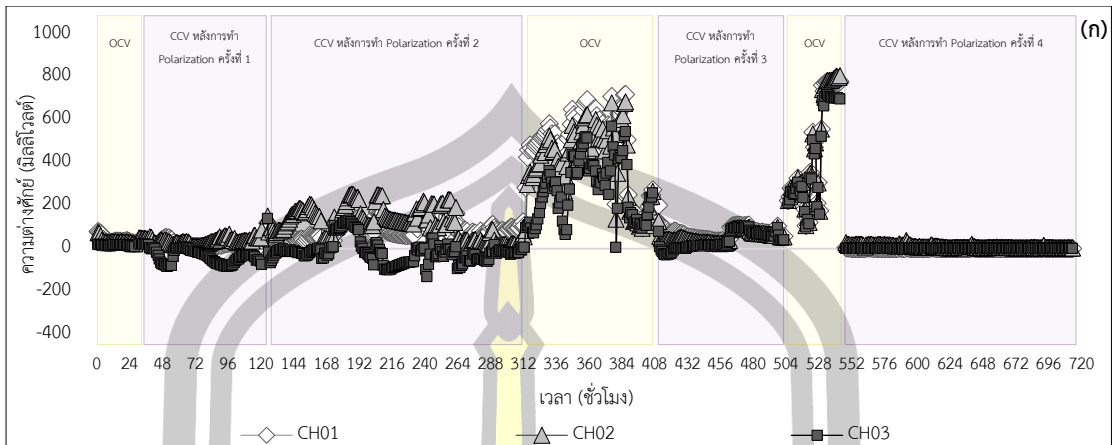 (ก)
OCV
CCV หลังการทำ
Polarization ครั้งที่ 1
CCV หลังการทำ Polarization ครั้งที่ 2
OCV
CCV หลังการทำ
Polarization ครั้งที่ 3
OCV
CCV หลังการทำ Polarization ครั้งที่ 4
ความต่างศักย์ (มิลลิโวลต์)
1000
800
600
400
200
0
-200
-400
0 24 48 72 96 120 144 168 192 216 240 264 288 312 336 360 384 408 432 456 480 504 528 552 576 600 624 648 672 696 720
เวลา (ชั่วโมง)
CH01 CH02 CH03